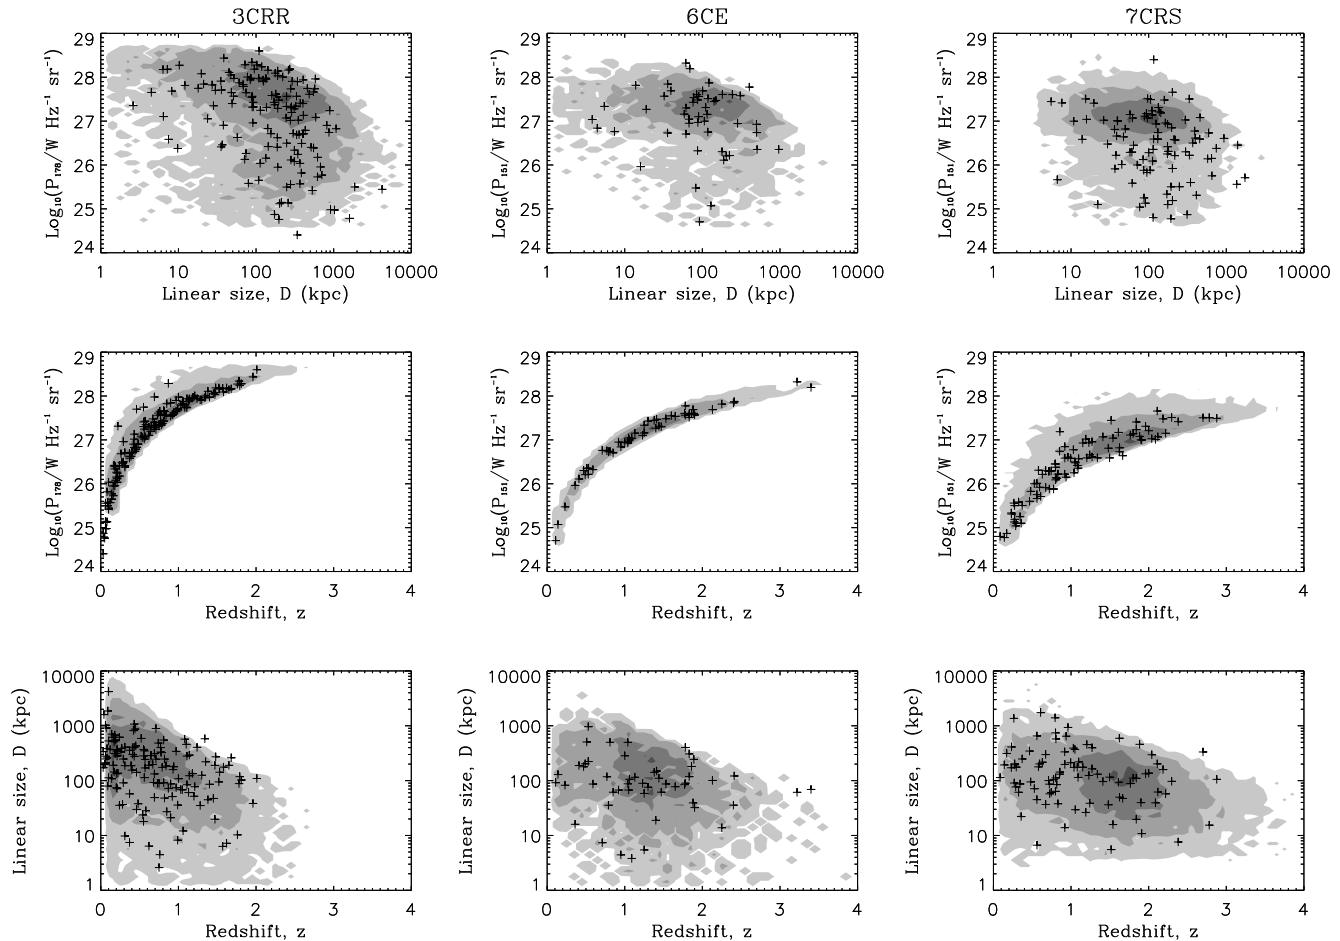 3CRR 6CE 7CRS
29 29 29
28 28 28
27 27 27
26 26 26
25 25 25
24 24 24
Log₁₀(P₁₇₈/W Hz⁻¹ sr⁻¹) Log₁₀(P₁₅₁/W Hz⁻¹ sr⁻¹) Log₁₀(P₁₅₁/W Hz⁻¹ sr⁻¹)
1 10 100 1000 10000 1 10 100 1000 10000 1 10 100 1000 10000
Linear size, D (kpc) Linear size, D (kpc) Linear size, D (kpc)
29 29 29
28 28 28
27 27 27
26 26 26
25 25 25
24 24 24
Log₁₀(P₁₇₈/W Hz⁻¹ sr⁻¹) Log₁₀(P₁₅₁/W Hz⁻¹ sr⁻¹) Log₁₀(P₁₅₁/W Hz⁻¹ sr⁻¹)
0 1 2 3 4 0 1 2 3 4 0 1 2 3 4
Redshift, z Redshift, z Redshift, z
10000 10000 10000
1000 1000 1000
100 100 100
10 10 10
1 1 1
Linear size, D (kpc) Linear size, D (kpc) Linear size, D (kpc)
0 1 2 3 4 0 1 2 3 4 0 1 2 3 4
Redshift, z Redshift, z Redshift, z